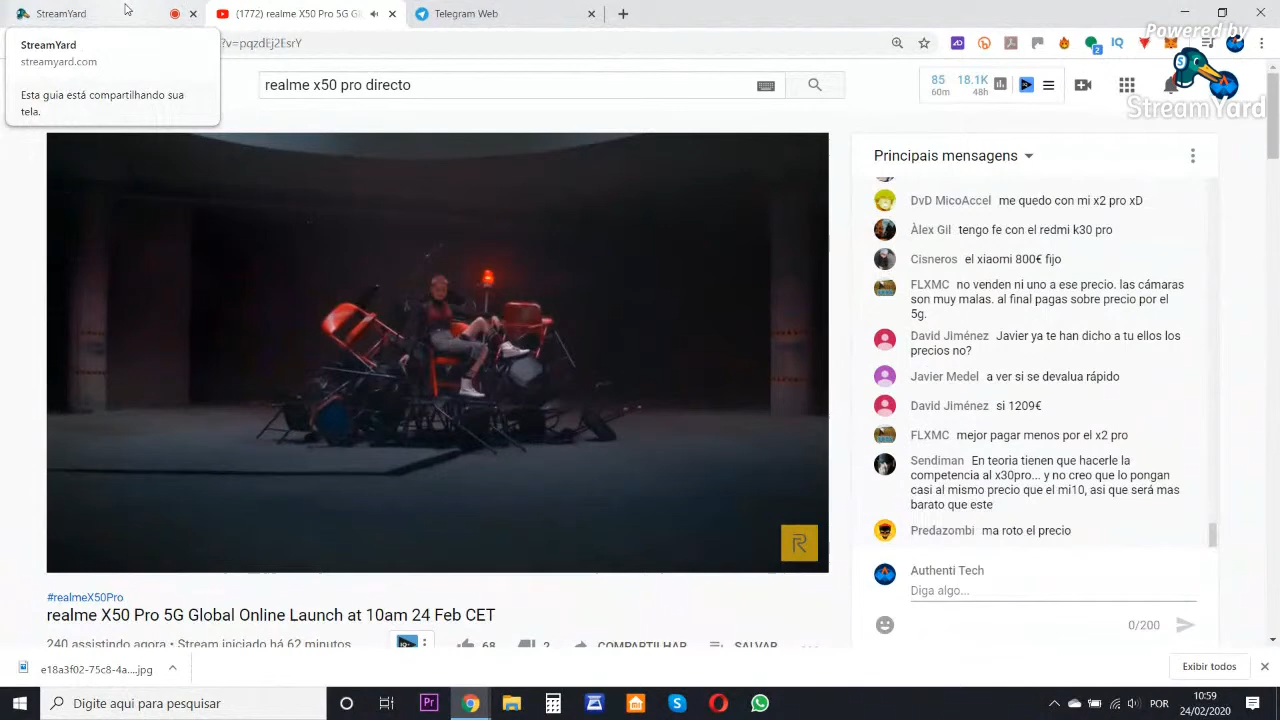 StreamYard
(1772) realme X50 Pro 5G Gl
Telegram Web
Powered by
StreamYard
streamyard.com
Esta guia está compartilhando sua
tela.
?v=pqzdEj2EsrY
IQ
2
realme x50 pro directo
85
60m
18.1K
48h
StreamYard
Principais mensagens
DvD MicoAccel me quedo con mi x2 pro xD
Àlex Gil tengo fe con el redmi k30 pro
Cisneros el xiaomi 800€ fijo
FLXMC no venden ni uno a ese precio. las cámaras
son muy malas. al final pagas sobre precio por el
5g.
David Jiménez Javier ya te han dicho a tu ellos los
precios no?
Javier Medel a ver si se devalua rápido
David Jiménez si 1209€
FLXMC mejor pagar menos por el x2 pro
Sendiman En teoria tienen que hacerle la
competencia al x30pro... y no creo que lo pongan
casi al mismo precio que el mi10, asi que será mas
barato que este
Predazombi ma roto el precio
R
Authenti Tech
Diga algo...
0/200
#realmeX50Pro
realme X50 Pro 5G Global Online Launch at 10am 24 Feb CET
240 assistindo agora • Stream iniciado há 62 minutos
68
2
COMPARTILHAR
SALVAR
e18a3f02-75c8-4a....jpg
Exibir todos
Digite aqui para pesquisar
Pr
POR
10:59
24/02/2020